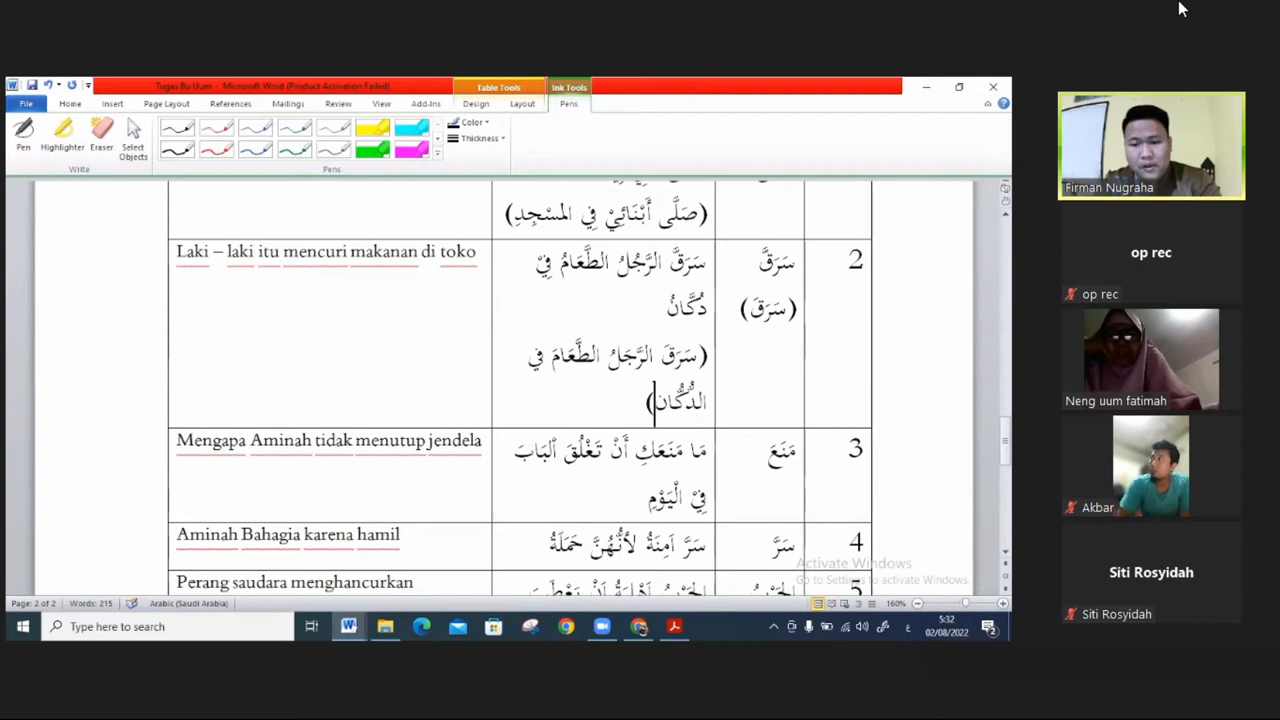 Tugas Bu Uum - Microsoft Word (Product Activation Failed)
Table Tools
Ink Tools
File Home Insert Page Layout References Mailings Review View Add-Ins Design Layout Pens
Pen Highlighter Eraser Select Objects
Color
Thickness
Write
Pens
(صَلَّى أَبْنَائِيْ فِي المسْجِدِ)
2
سَرَقَّ
(سَرَقَ)
سَرَقَّ الرَّجُلُ الطَّعَامُ فِيْ
دُكَّانُ
(سَرَقَ الرَّجَلُ الطَّعَامَ في
الدُّكَّان)
Laki – laki itu mencuri makanan di toko
3
مَنَعَ
مَا مَنَعَكِ أَنْ تَغْلُقَ اْلبَابَ
فِيْ الْيَوْمِ
Mengapa Aminah tidak menutup jendela
4
سَرَّ
سَرَّ اَمِنَةُ لأَنَّهُنَّ حَمَلَةُ
Aminah Bahagia karena hamil
Perang saudara menghancurkan
Activate Windows
Go to Settings to activate Windows.
Page: 2 of 2 Words: 215 Arabic (Saudi Arabia) 160%
Type here to search
5:32
02/08/2022
2
Firman Nugraha
op rec
op rec
Neng uum fatimah
Akbar
Siti Rosyidah
Siti Rosyidah